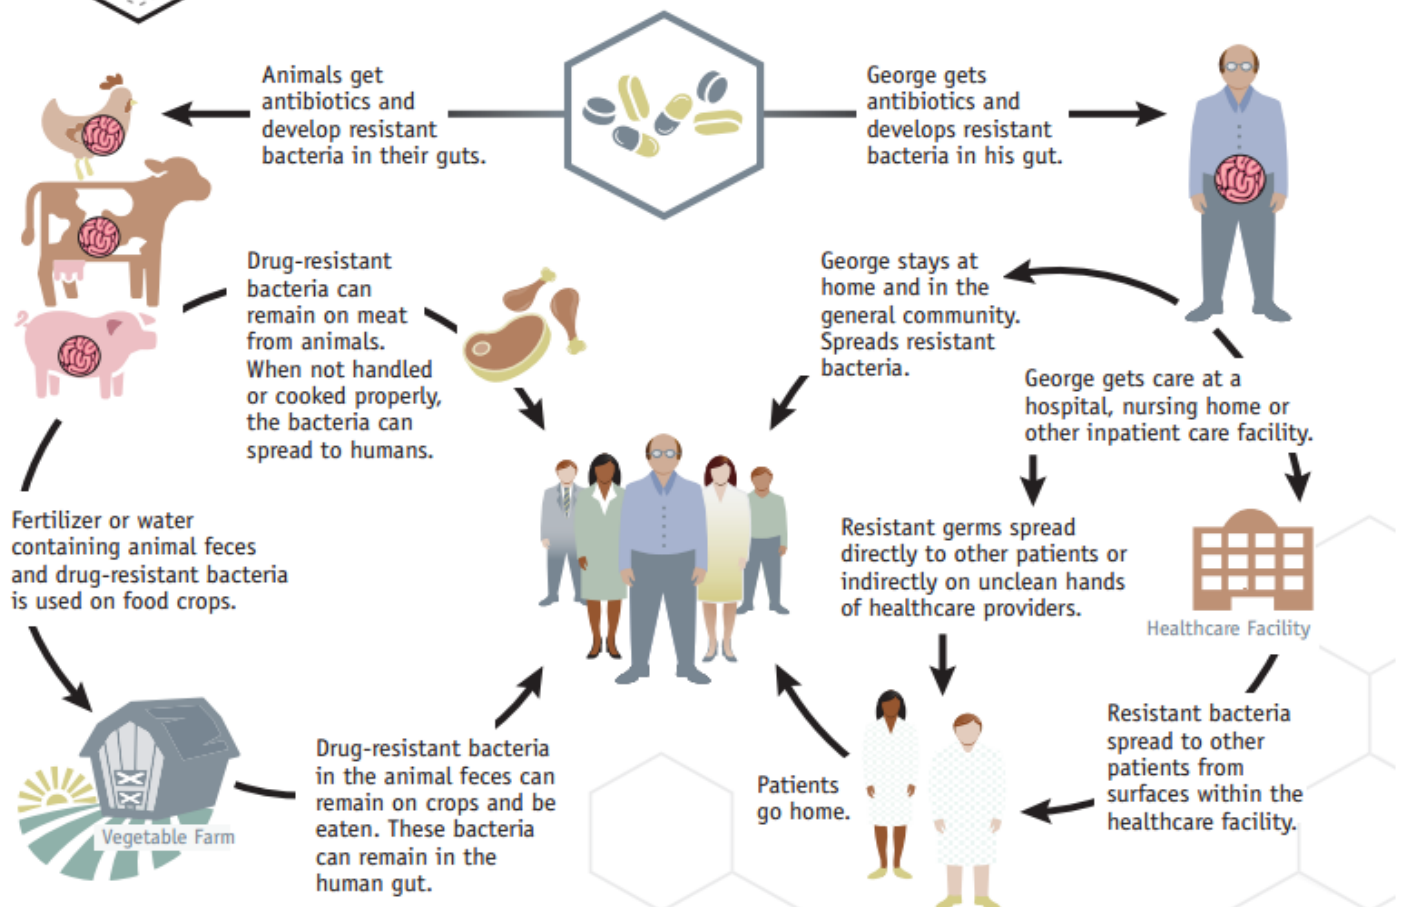 Animals get
antibiotics and
develop resistant
bacteria in their guts.
George gets
antibiotics and
develops resistant
bacteria in his gut.
Drug-resistant
bacteria can
remain on meat
from animals.
When not handled
or cooked properly,
the bacteria can
spread to humans.
George stays at
home and in the
general community.
Spreads resistant
bacteria.
George gets care at a
hospital, nursing home or
other inpatient care facility.
Fertilizer or water
containing animal feces
and drug-resistant bacteria
is used on food crops.
Resistant germs spread
directly to other patients or
indirectly on unclean hands
of healthcare providers.
Healthcare Facility
Vegetable Farm
Drug-resistant bacteria
in the animal feces can
remain on crops and be
eaten. These bacteria
can remain in the
human gut.
Patients
go home.
Resistant bacteria
spread to other
patients from
surfaces within the
healthcare facility.